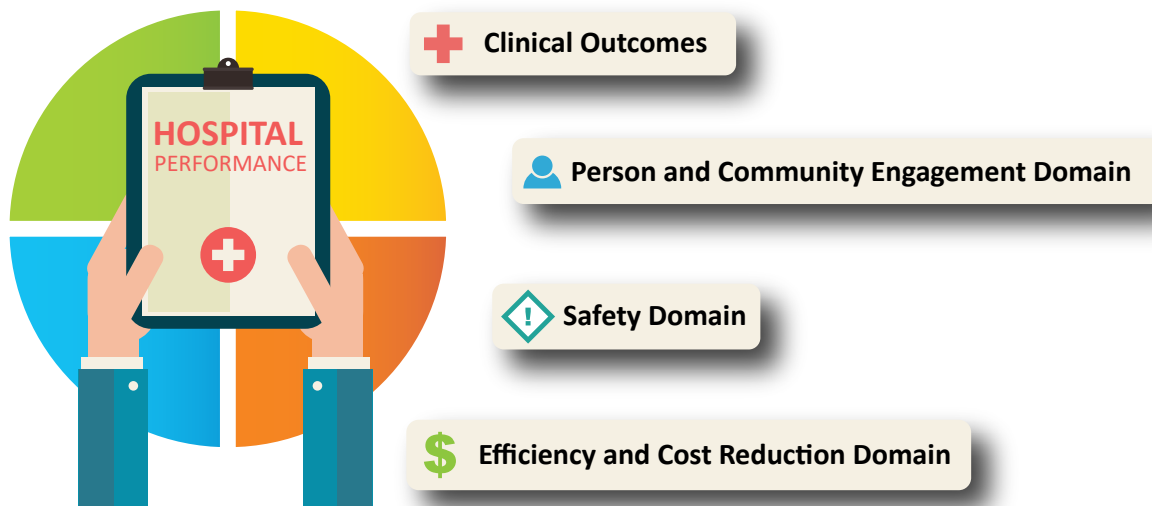 HOSPITAL
PERFORMANCE
Clinical Outcomes
Person and Community Engagement Domain
!
Safety Domain
$
Efficiency and Cost Reduction Domain